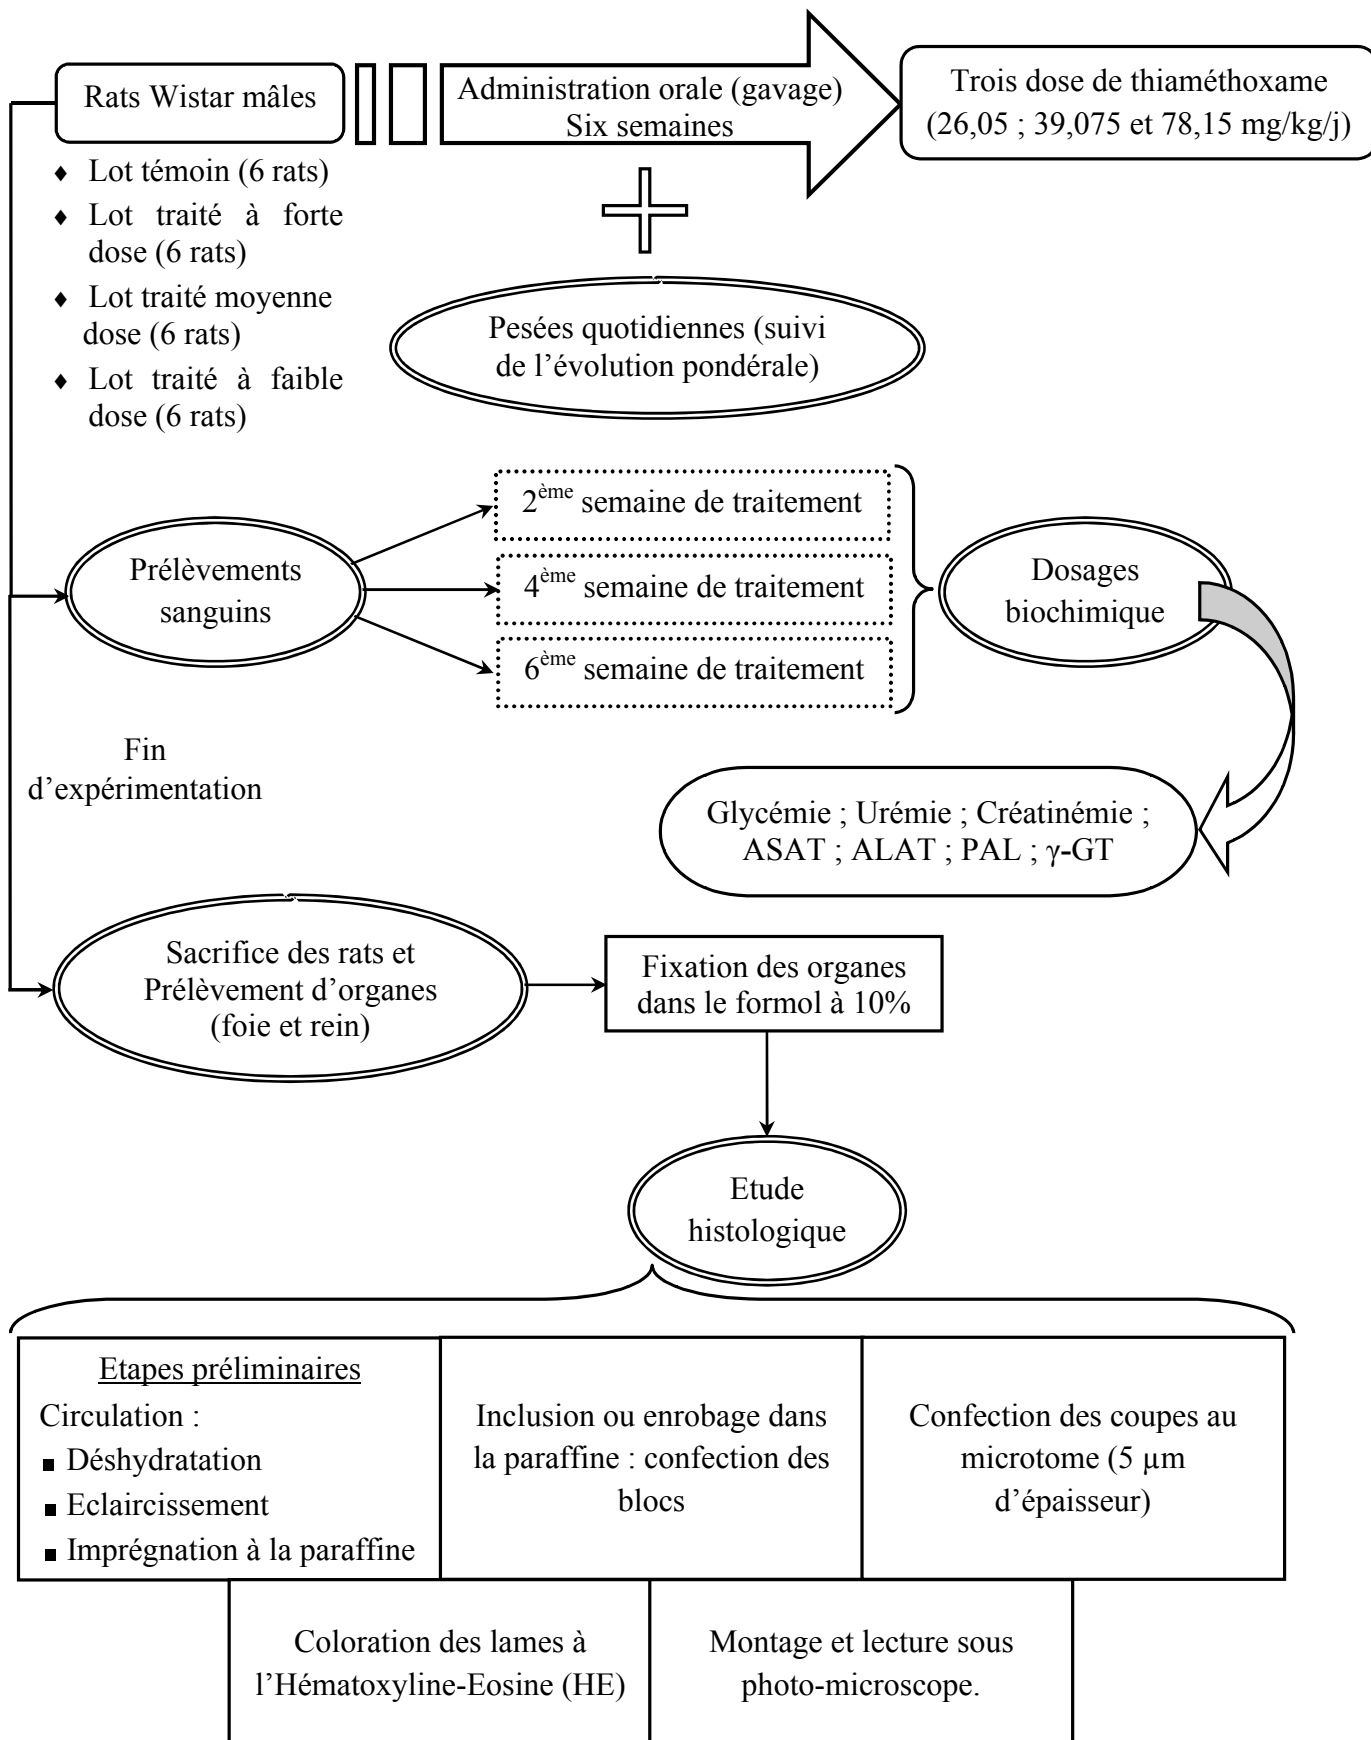 Rats Wistar mâles
Administration orale (gavage)
Six semaines
Trois dose de thiaméthoxame
(26,05 ; 39,075 et 78,15 mg/kg/j)
♦ Lot témoin (6 rats)
♦ Lot traité à forte
dose (6 rats)
♦ Lot traité moyenne
dose (6 rats)
♦ Lot traité à faible
dose (6 rats)
Pesées quotidiennes (suivi
de l’évolution pondérale)
Prélèvements
sanguins
2ème semaine de traitement
4ème semaine de traitement
6ème semaine de traitement
Dosages
biochimique
Fin
d’expérimentation
Glycémie ; Urémie ; Créatinémie ;
ASAT ; ALAT ; PAL ; γ-GT
Sacrifice des rats et
Prélèvement d’organes
(foie et rein)
Fixation des organes
dans le formol à 10%
Etude
histologique
Etapes préliminaires
Circulation :
▪ Déshydratation
▪ Eclaircissement
▪ Imprégnation à la paraffine
Inclusion ou enrobage dans
la paraffine : confection des
blocs
Confection des coupes au
microtome (5 µm
d’épaisseur)
Coloration des lames à
l’Hématoxyline-Eosine (HE)
Montage et lecture sous
photo-microscope.